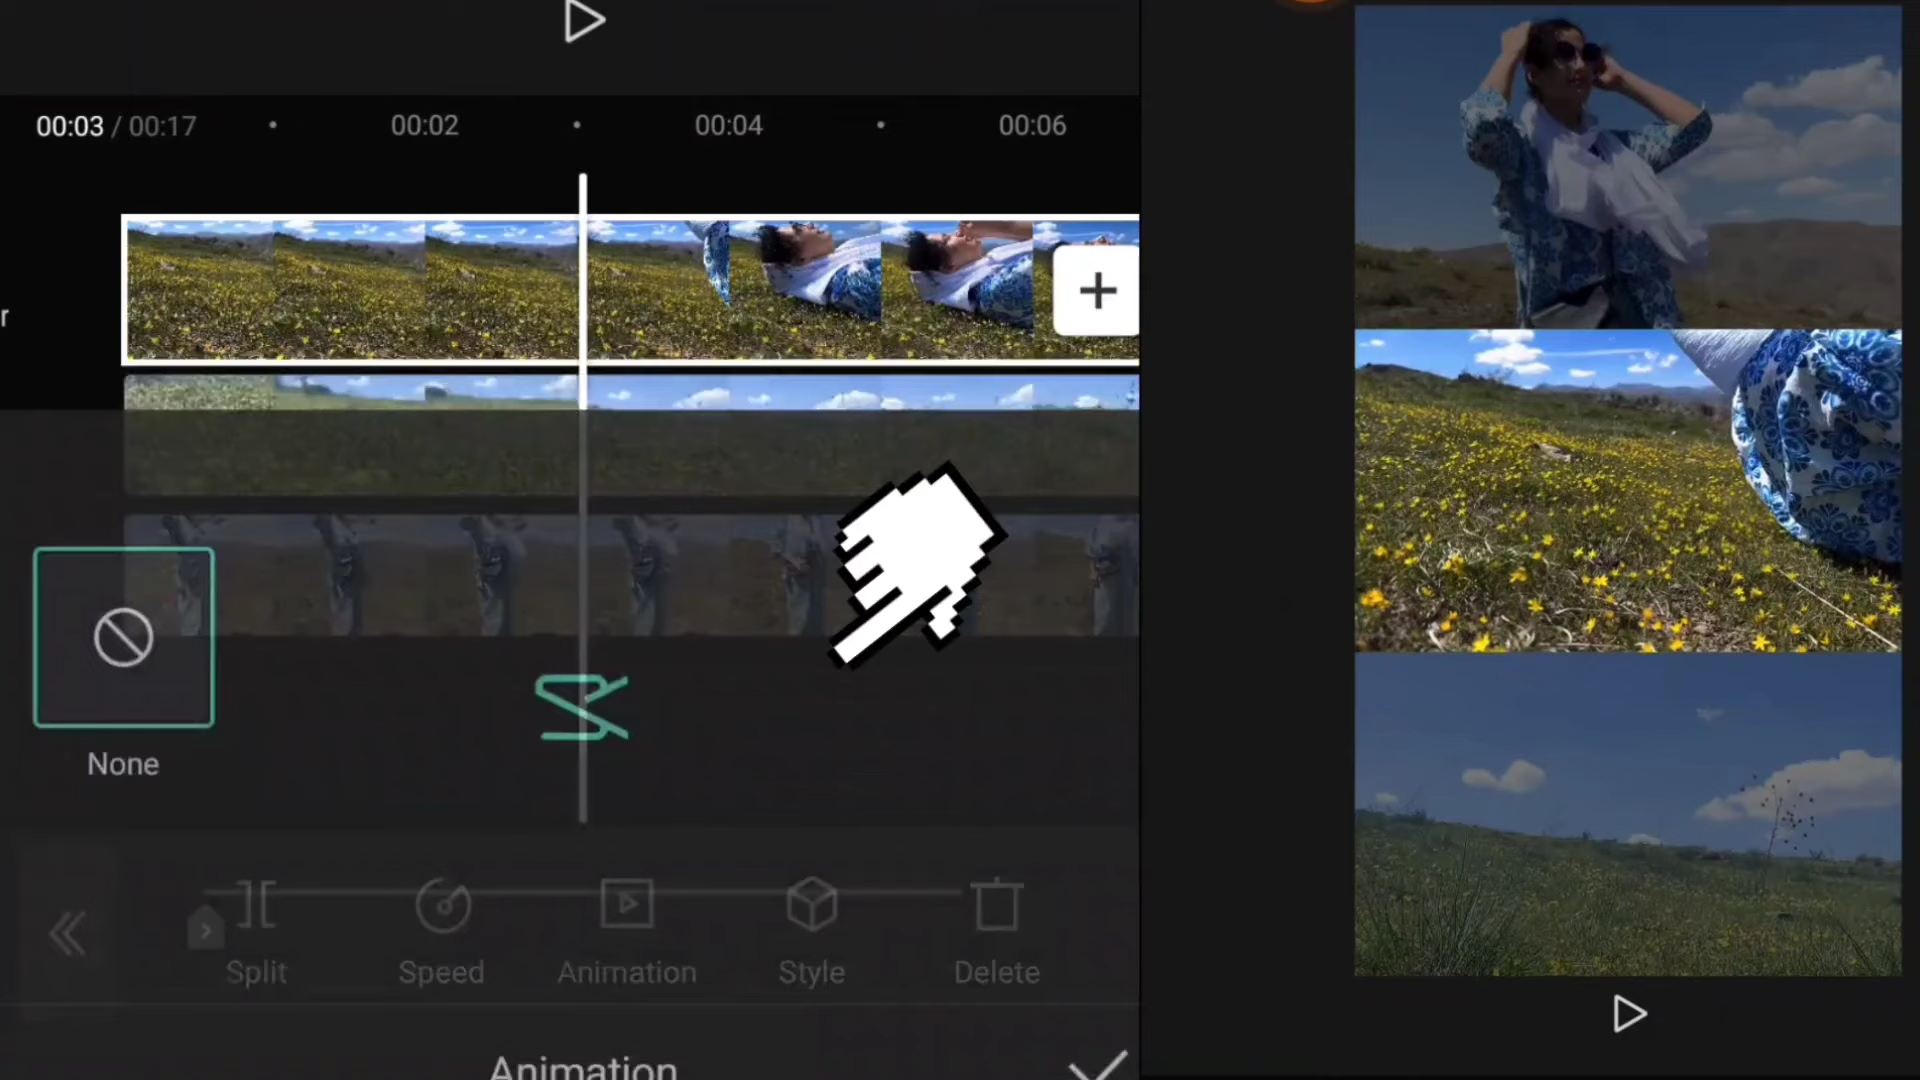 00:03 / 00:17 00:02 00:04 00:06
r
None
Split Speed Animation Style Delete
Animation